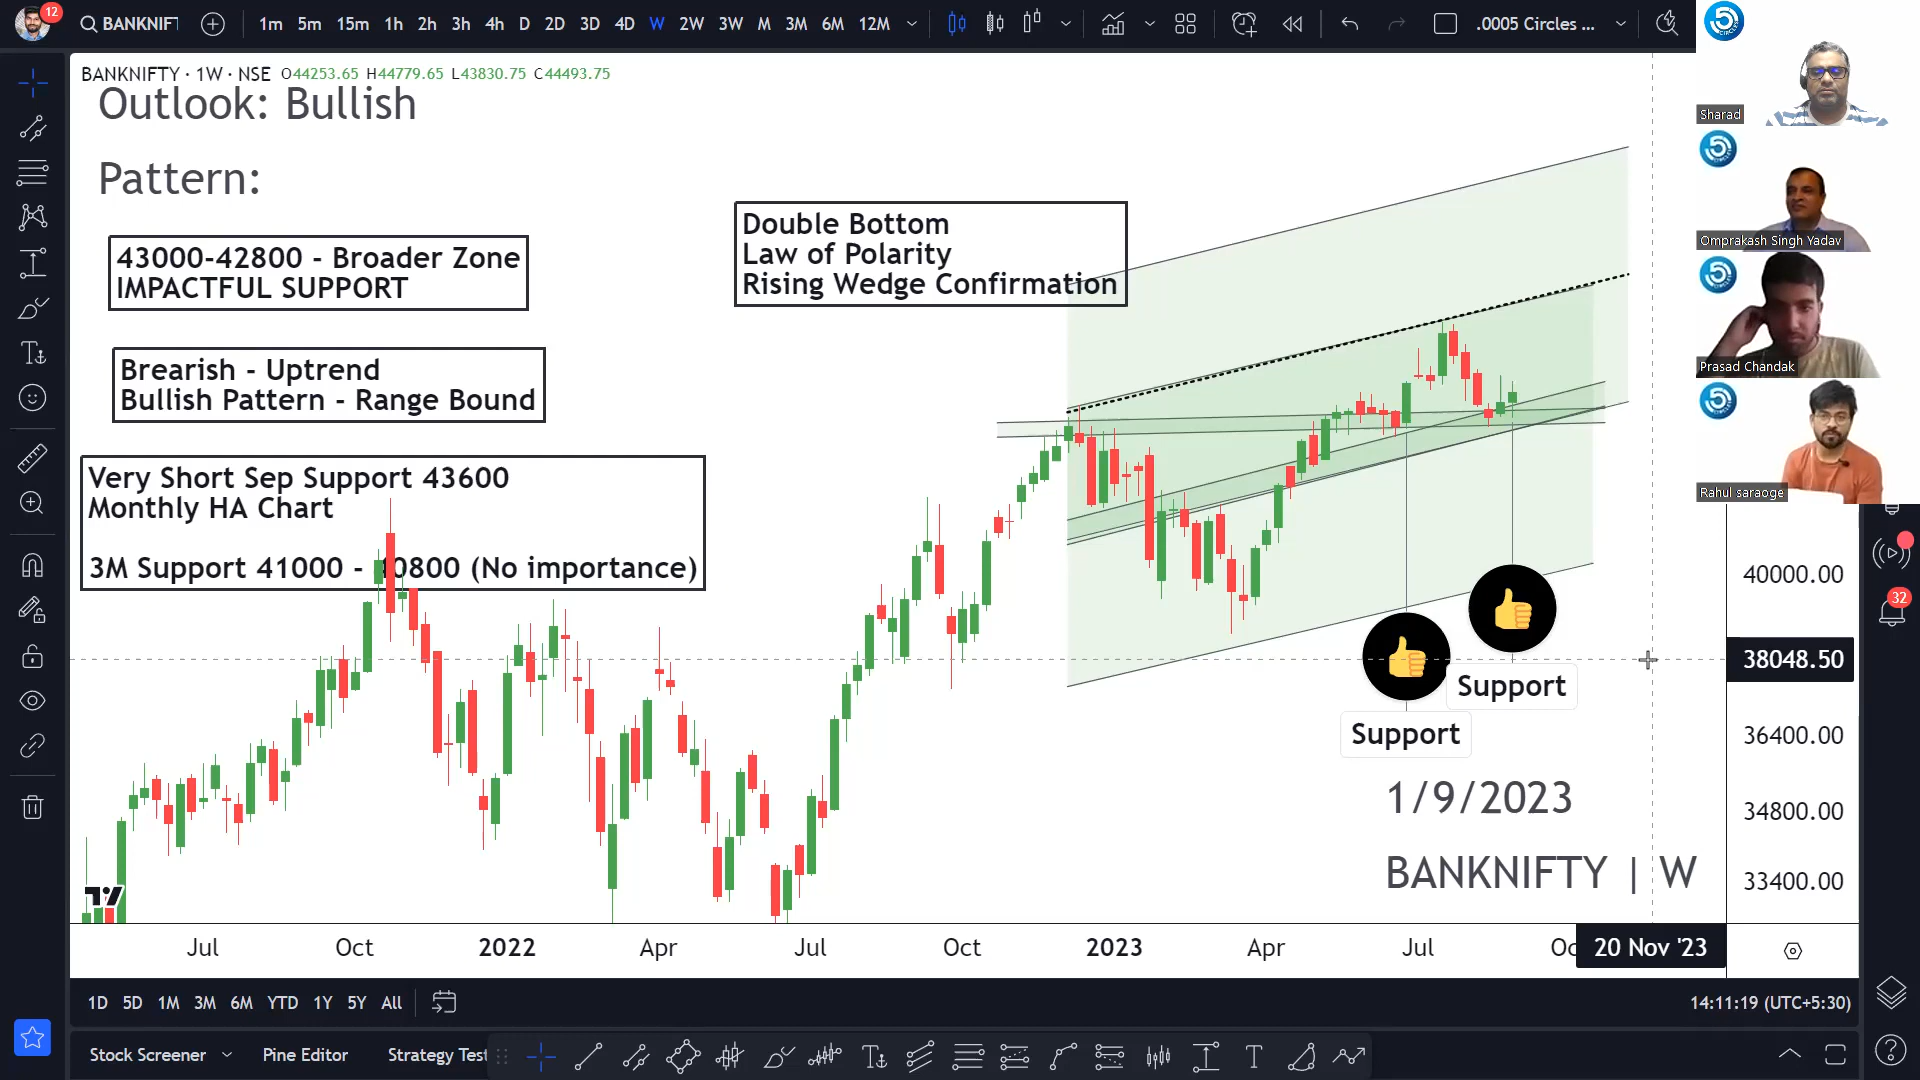 12
BANKNIF
1m 5m 15m 1h 2h 3h 4h D 2D 3D 4D W 2W 3W M 3M 6M 12M
.0005 Circles ...
BANKNIFTY · 1W · NSE O44253.65 H44779.65 L43830.75 C44493.75
Outlook: Bullish
Pattern:
43000-42800 - Broader Zone
IMPACTFUL SUPPORT
Brearish - Uptrend
Bullish Pattern - Range Bound
Very Short Sep Support 43600
Monthly HA Chart
3M Support 41000 - 40800 (No importance)
Double Bottom
Law of Polarity
Rising Wedge Confirmation
Support
Support
1/9/2023
BANKNIFTY | W
Sharad
Omprakash Singh Yadav
Prasad Chandak
Rahul saraoge
40000.00
38048.50
36400.00
34800.00
33400.00
32
Jul Oct 2022 Apr Jul Oct 2023 Apr Jul Oc 20 Nov '23
1D 5D 1M 3M 6M YTD 1Y 5Y All
14:11:19 (UTC+5:30)
Stock Screener Pine Editor Strategy Test